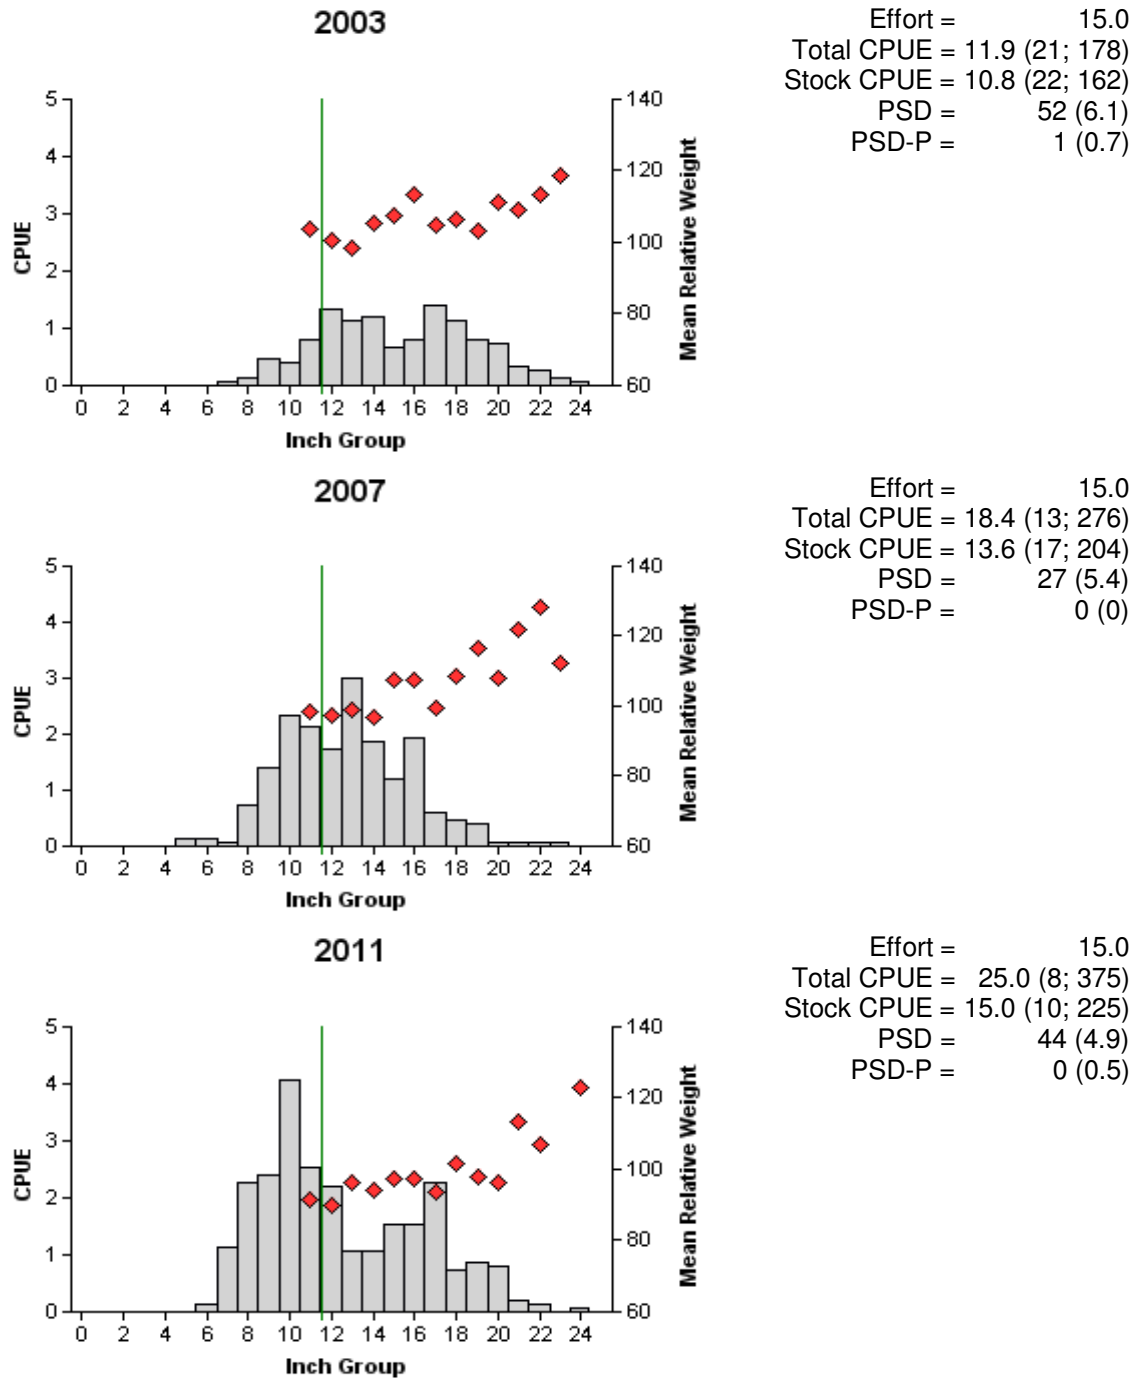 2003
Effort = 15.0
Total CPUE = 11.9 (21; 178)
Stock CPUE = 10.8 (22; 162)
PSD = 52 (6.1)
PSD-P = 1 (0.7)
5 140
4 120
3 100
2 80
1
0 60
CPUE
Mean Relative Weight
0 2 4 6 8 10 12 14 16 18 20 22 24
Inch Group
2007
Effort = 15.0
Total CPUE = 18.4 (13; 276)
Stock CPUE = 13.6 (17; 204)
PSD = 27 (5.4)
PSD-P = 0 (0)
5 140
4 120
3 100
2 80
1
0 60
CPUE
Mean Relative Weight
0 2 4 6 8 10 12 14 16 18 20 22 24
Inch Group
2011
Effort = 15.0
Total CPUE = 25.0 (8; 375)
Stock CPUE = 15.0 (10; 225)
PSD = 44 (4.9)
PSD-P = 0 (0.5)
5 140
4 120
3 100
2 80
1
0 60
CPUE
Mean Relative Weight
0 2 4 6 8 10 12 14 16 18 20 22 24
Inch Group